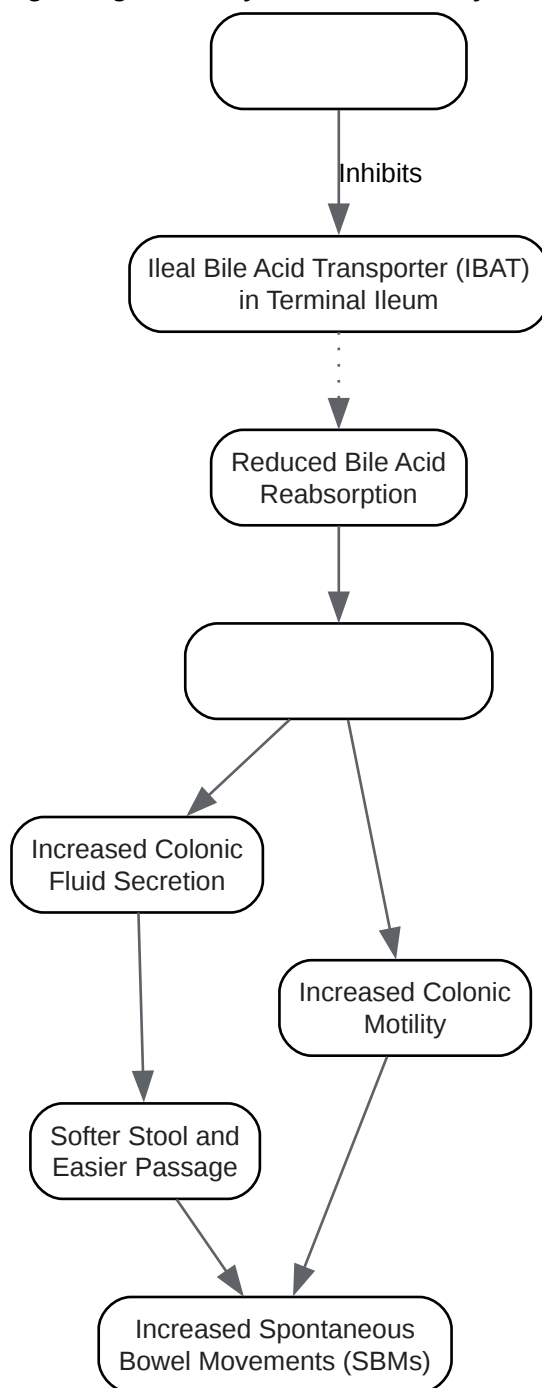 Inhibits
Ileal Bile Acid Transporter (IBAT)
in Terminal Ileum
Reduced Bile Acid
Reabsorption
Increased Colonic
Fluid Secretion
Increased Colonic
Motility
Softer Stool and
Easier Passage
Increased Spontaneous
Bowel Movements (SBMs)